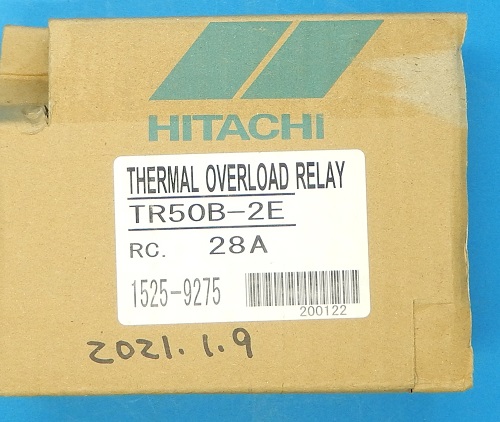 HITACHI
THERMAL OVERLOAD RELAY
TR50B-2E
RC. 28A
1525-9275
200122
2021.1.9